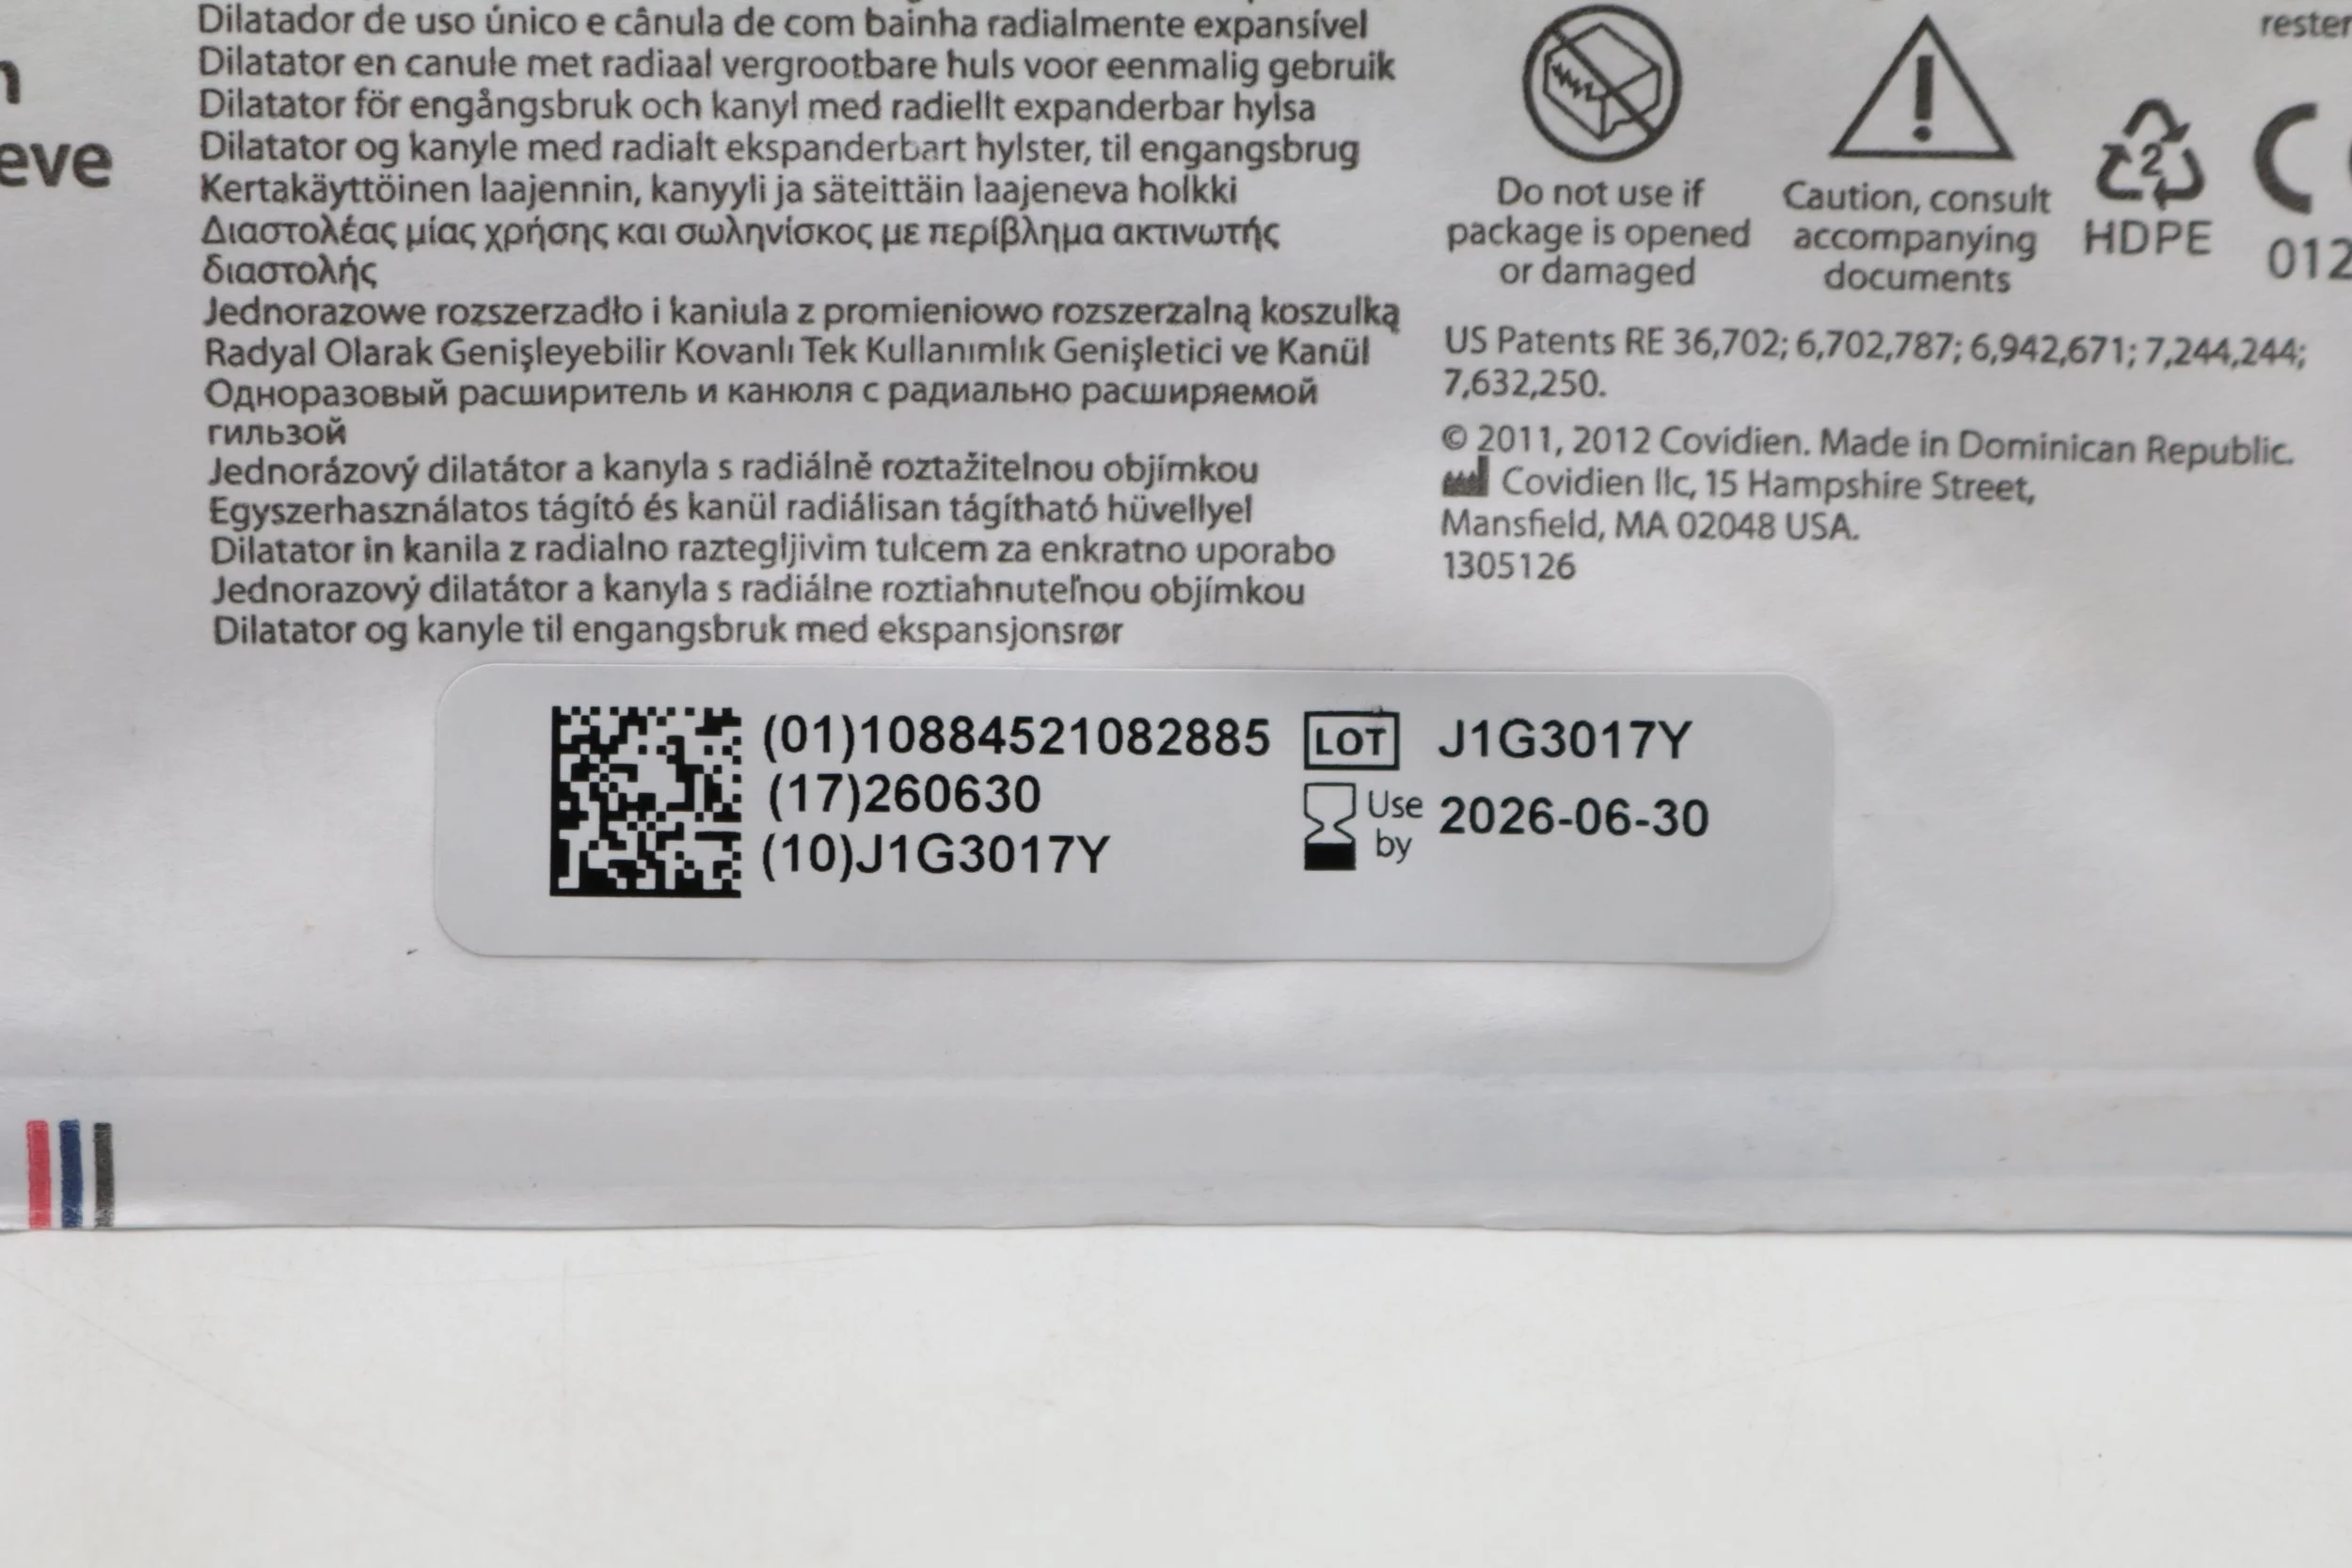 eve
Dilatador de uso único e cânula de com bainha radialmente expansível
Dilatator en canule met radiaal vergrootbare huls voor eenmalig gebruik
Dilatator för engångsbruk och kanyl med radiellt expanderbar hylsa
Dilatator og kanyle med radialt ekspanderbart hylster, til engangsbrug
Kertakäyttöinen laajennin, kanyyli ja säteittäin laajeneva holkki
Διαστολέας μίας χρήσης και σωληνίσκος με περίβλημα ακτινωτής
διαστολής
Jednorazowe rozszerzadło i kaniula z promieniowo rozszerzalną koszulką
Radyal Olarak Genişleyebilir Kovanlı Tek Kullanımlık Genişletici ve Kanül
Одноразовый расширитель и канюля с радиально расширяемой
гильзой
Jednorázový dilatátor a kanyla s radiálně roztažitelnou objímkou
Egyszerhasználatos tágító és kanül radiálisan tágítható hüvellyel
Dilatator in kanila z radialno raztegljivim tulcem za enkratno uporabo
Jednorazový dilatátor a kanyla s radiálne roztiahnuteľnou objímkou
Dilatator og kanyle til engangsbruk med ekspansjonsrør
Do not use if
package is opened
or damaged
Caution, consult
accompanying
documents
2
HDPE
rester
012
US Patents RE 36,702; 6,702,787; 6,942,671; 7,244,244;
7,632,250.
© 2011, 2012 Covidien. Made in Dominican Republic.
Covidien llc, 15 Hampshire Street,
Mansfield, MA 02048 USA.
1305126
(01)10884521082885
(17)260630
(10)J1G3017Y
LOT J1G3017Y
Use by 2026-06-30